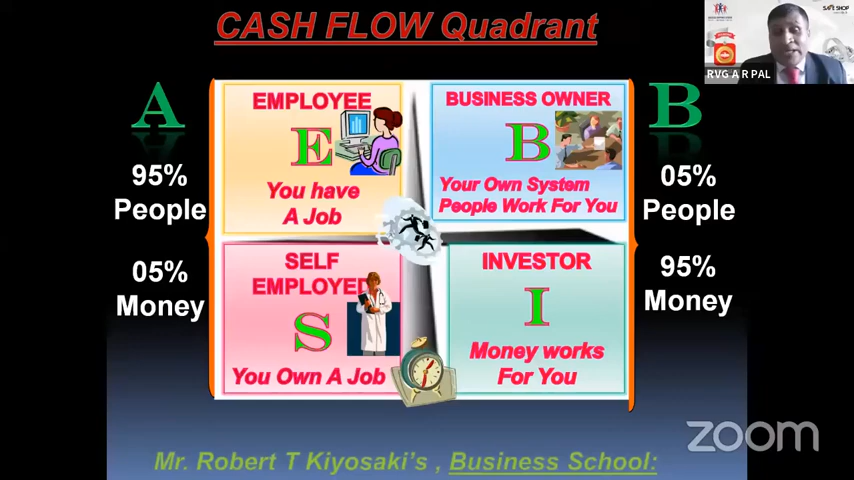 CASH FLOW Quadrant
SAFE SHOP
RVG A R PAL
A
95%
People
05%
Money
EMPLOYEE
E
You have
A Job
BUSINESS OWNER
B
Your Own System
People Work For You
SELF
EMPLOYED
S
You Own A Job
INVESTOR
I
Money works
For You
B
05%
People
95%
Money
zoom
Mr. Robert T Kiyosaki's , Business School: